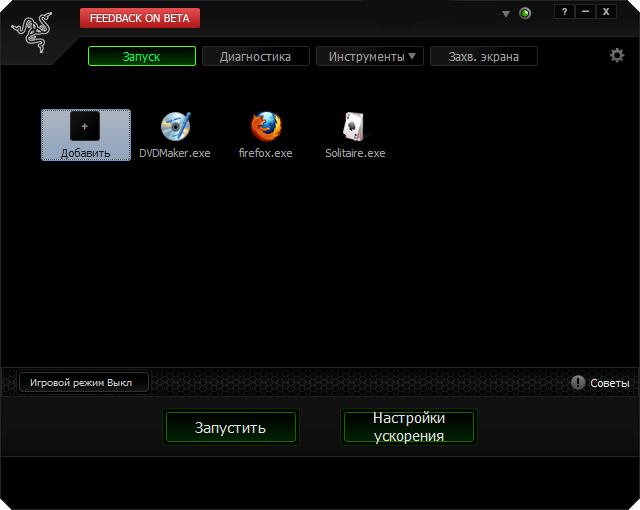 FEEDBACK ON BETA
? – X
Запуск
Диагностика
Инструменты
Захв. экрана
+
Добавить
DVDMaker.exe
firefox.exe
Solitaire.exe
Игровой режим Выкл
! Советы
Запустить
Настройки
ускорения